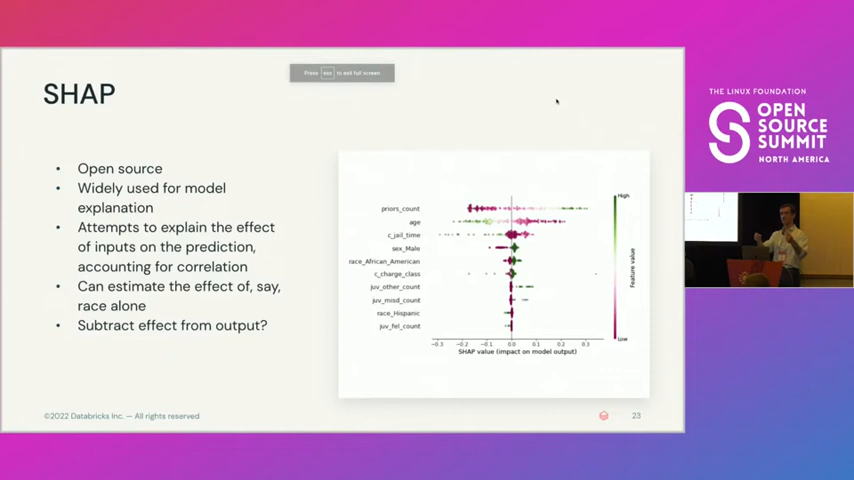 Press esc to exit full screen
SHAP
• Open source
• Widely used for model
explanation
• Attempts to explain the effect
of inputs on the prediction,
accounting for correlation
• Can estimate the effect of, say,
race alone
• Subtract effect from output?
priors_count
age
c_jail_time
sex_Male
race_African_American
c_charge_class
juv_other_count
juv_misd_count
race_Hispanic
juv_fel_count
−0.3 −0.2 −0.1 0.0 0.1 0.2 0.3
SHAP value (impact on model output)
High
Feature value
Low
©2022 Databricks Inc. — All rights reserved
23
THE LINUX FOUNDATION
OPEN
SOURCE
SUMMIT
NORTH AMERICA